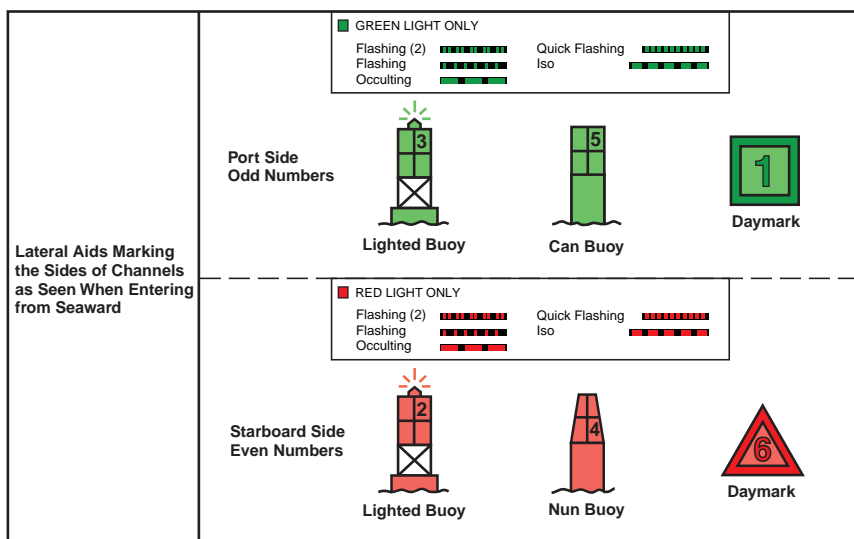 GREEN LIGHT ONLY
Flashing (2)
Quick Flashing
Flashing
Iso
Occulting
3
5
1
Port Side
Odd Numbers
Lighted Buoy
Can Buoy
Daymark
Lateral Aids Marking
the Sides of Channels
as Seen When Entering
from Seaward
RED LIGHT ONLY
Flashing (2)
Quick Flashing
Flashing
Iso
Occulting
2
4
6
Starboard Side
Even Numbers
Lighted Buoy
Nun Buoy
Daymark